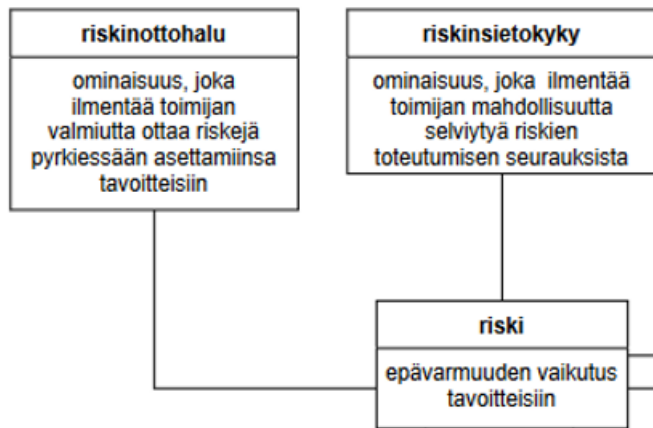 riskinottohalu
ominaisuus, joka
ilmentää toimijan
valmiutta ottaa riskejä
pyrkiessään asettamiinsa
tavoitteisiin
riskinsietokyky
ominaisuus, joka ilmentää
toimijan mahdollisuutta
selviytyä riskien
toteutumisen seurauksista
riski
epävarmuuden vaikutus
tavoitteisiin